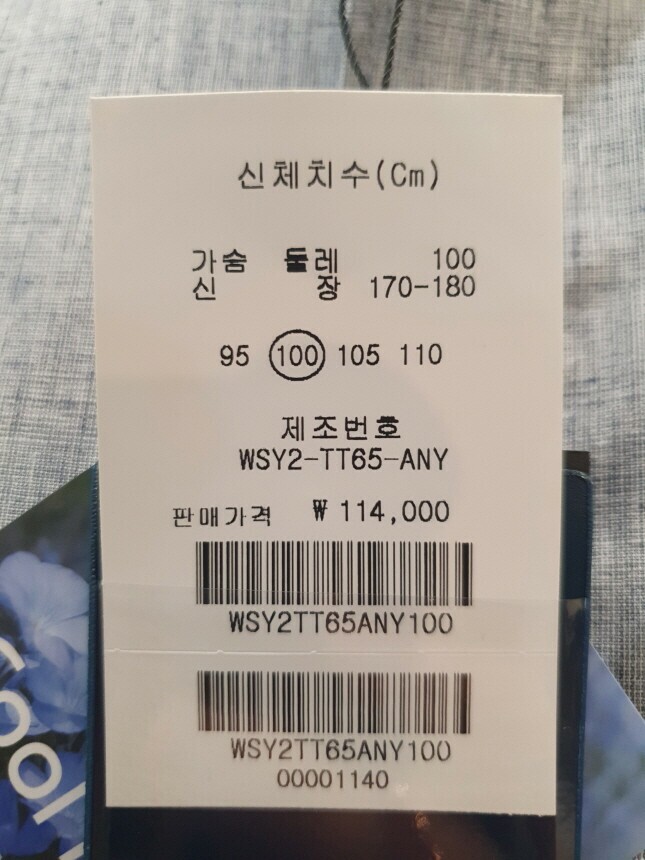 신체치수(Cm)
가슴 둘레 100
신 장 170-180
95 100 105 110
제조번호
WSY2-TT65-ANY
판매가격 ₩ 114,000
WSY2TT65ANY100
WSY2TT65ANY100
00001140
cool